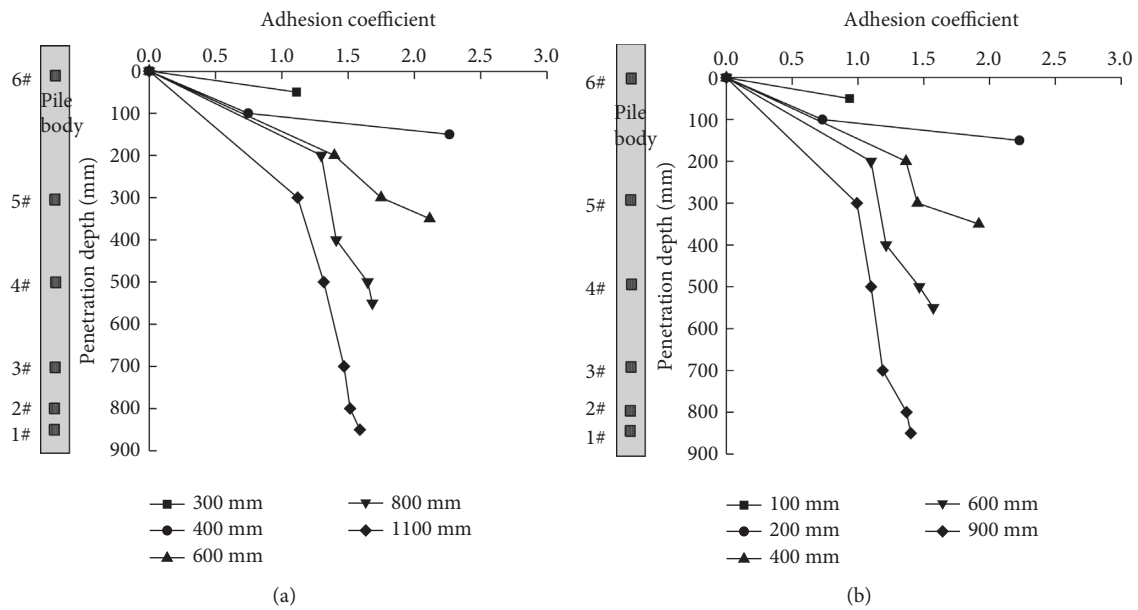 Adhesion coefficient
0.0 0.5 1.0 1.5 2.0 2.5 3.0
0
100
200
300
400
500
600
700
800
900
Penetration depth (mm)
6#
Pile
body
5#
4#
3#
2#
1#
300 mm
400 mm
600 mm
800 mm
1100 mm
(a)
Adhesion coefficient
0.0 0.5 1.0 1.5 2.0 2.5 3.0
0
100
200
300
400
500
600
700
800
900
Penetration depth (mm)
6#
Pile
body
5#
4#
3#
2#
1#
100 mm
200 mm
400 mm
600 mm
900 mm
(b)